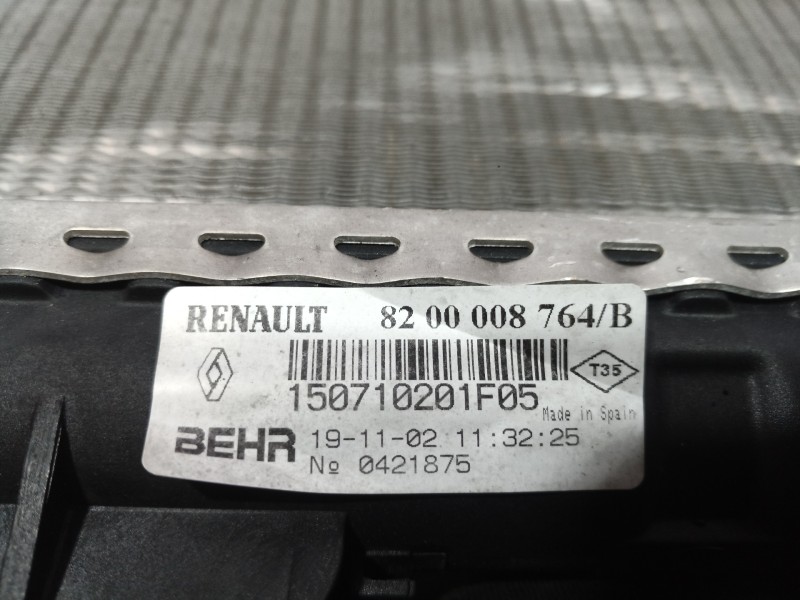 RENAULT 82 00 008 764/B
T35
150710201F05
Made in Spain
BEHR 19-11-02 11:32:25
№ 0421875